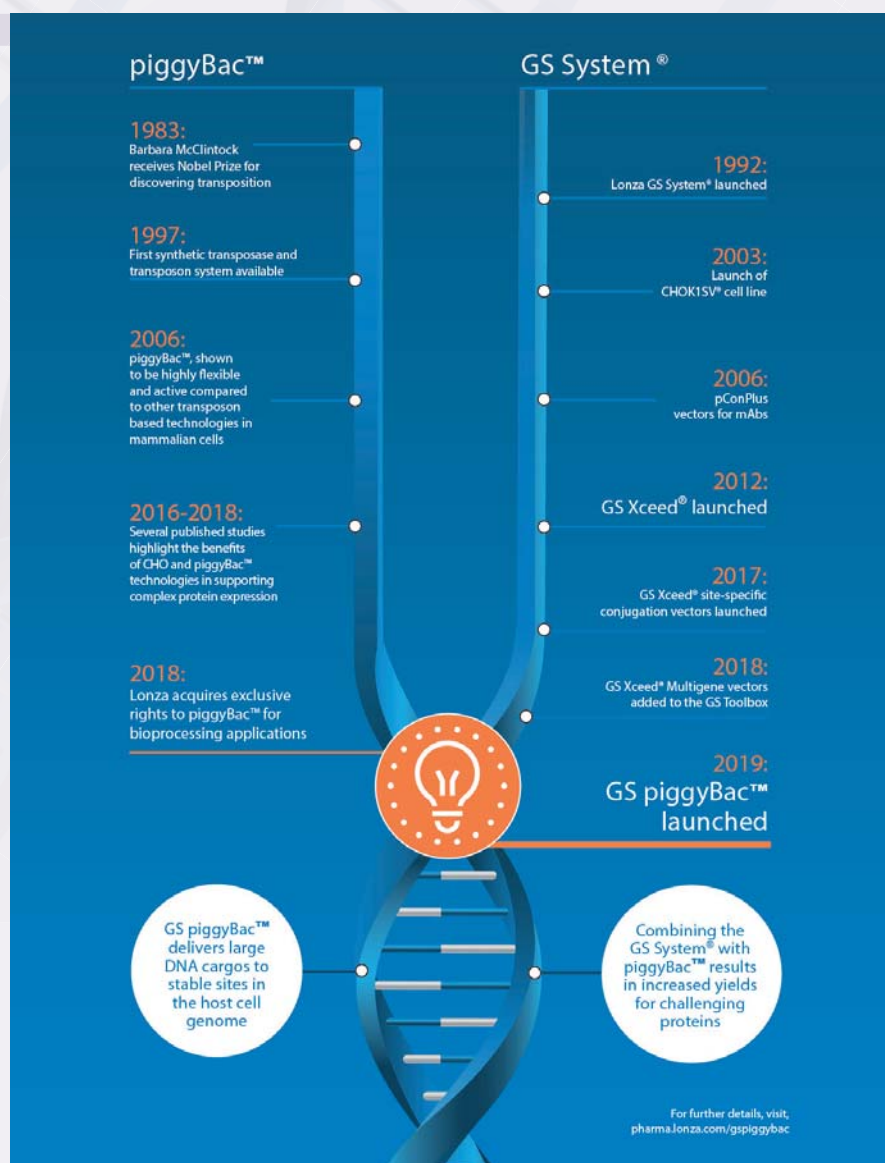 piggyBac™
1983:
Barbara McClintock
receives Nobel Prize for
discovering transposition
1997:
First synthetic transposase and
transposon system available
2006:
piggyBac™, shown
to be highly flexible
and active compared
to other transposon
based technologies in
mammalian cells
2016-2018:
Several published studies
highlight the benefits
of CHO and piggyBac™
technologies in supporting
complex protein expression
2018:
Lonza acquires exclusive
rights to piggyBac™ for
bioprocessing applications
GS System ®
1992:
Lonza GS System® launched
2003:
Launch of
CHOK1SV® cell line
2006:
pConPlus
vectors for mAbs
2012:
GS Xceed® launched
2017:
GS Xceed® site-specific
conjugation vectors launched
2018:
GS Xceed® Multigene vectors
added to the GS Toolbox
2019:
GS piggyBac™
launched
GS piggyBac™
delivers large
DNA cargos to
stable sites in
the host cell
genome
Combining the
GS System® with
piggyBac™ results
in increased yields
for challenging
proteins
For further details, visit,
pharma.lonza.com/gspiggybac